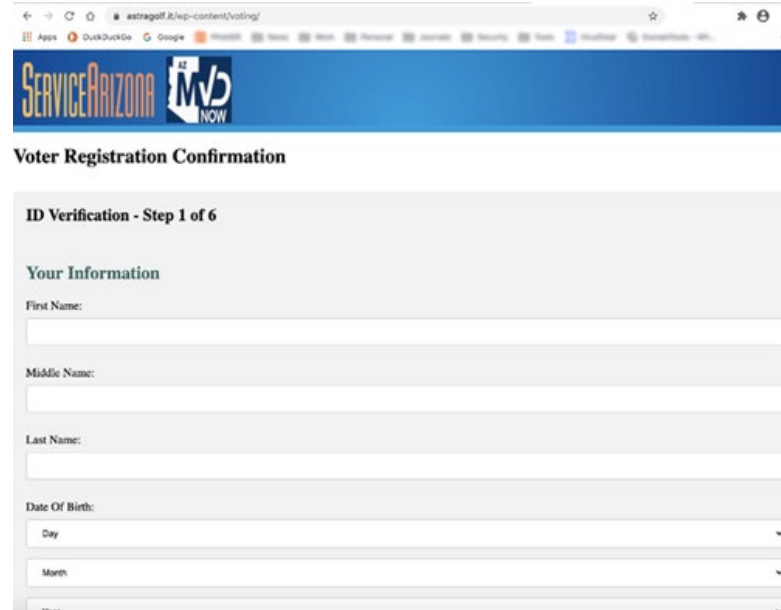 astragolf.it/wp-content/voting/
Apps DuckDuckGo G Google
SERVICEARIZONA AZ MVD NOW
Voter Registration Confirmation
ID Verification - Step 1 of 6
Your Information
First Name:
Middle Name:
Last Name:
Date Of Birth:
Day
Month